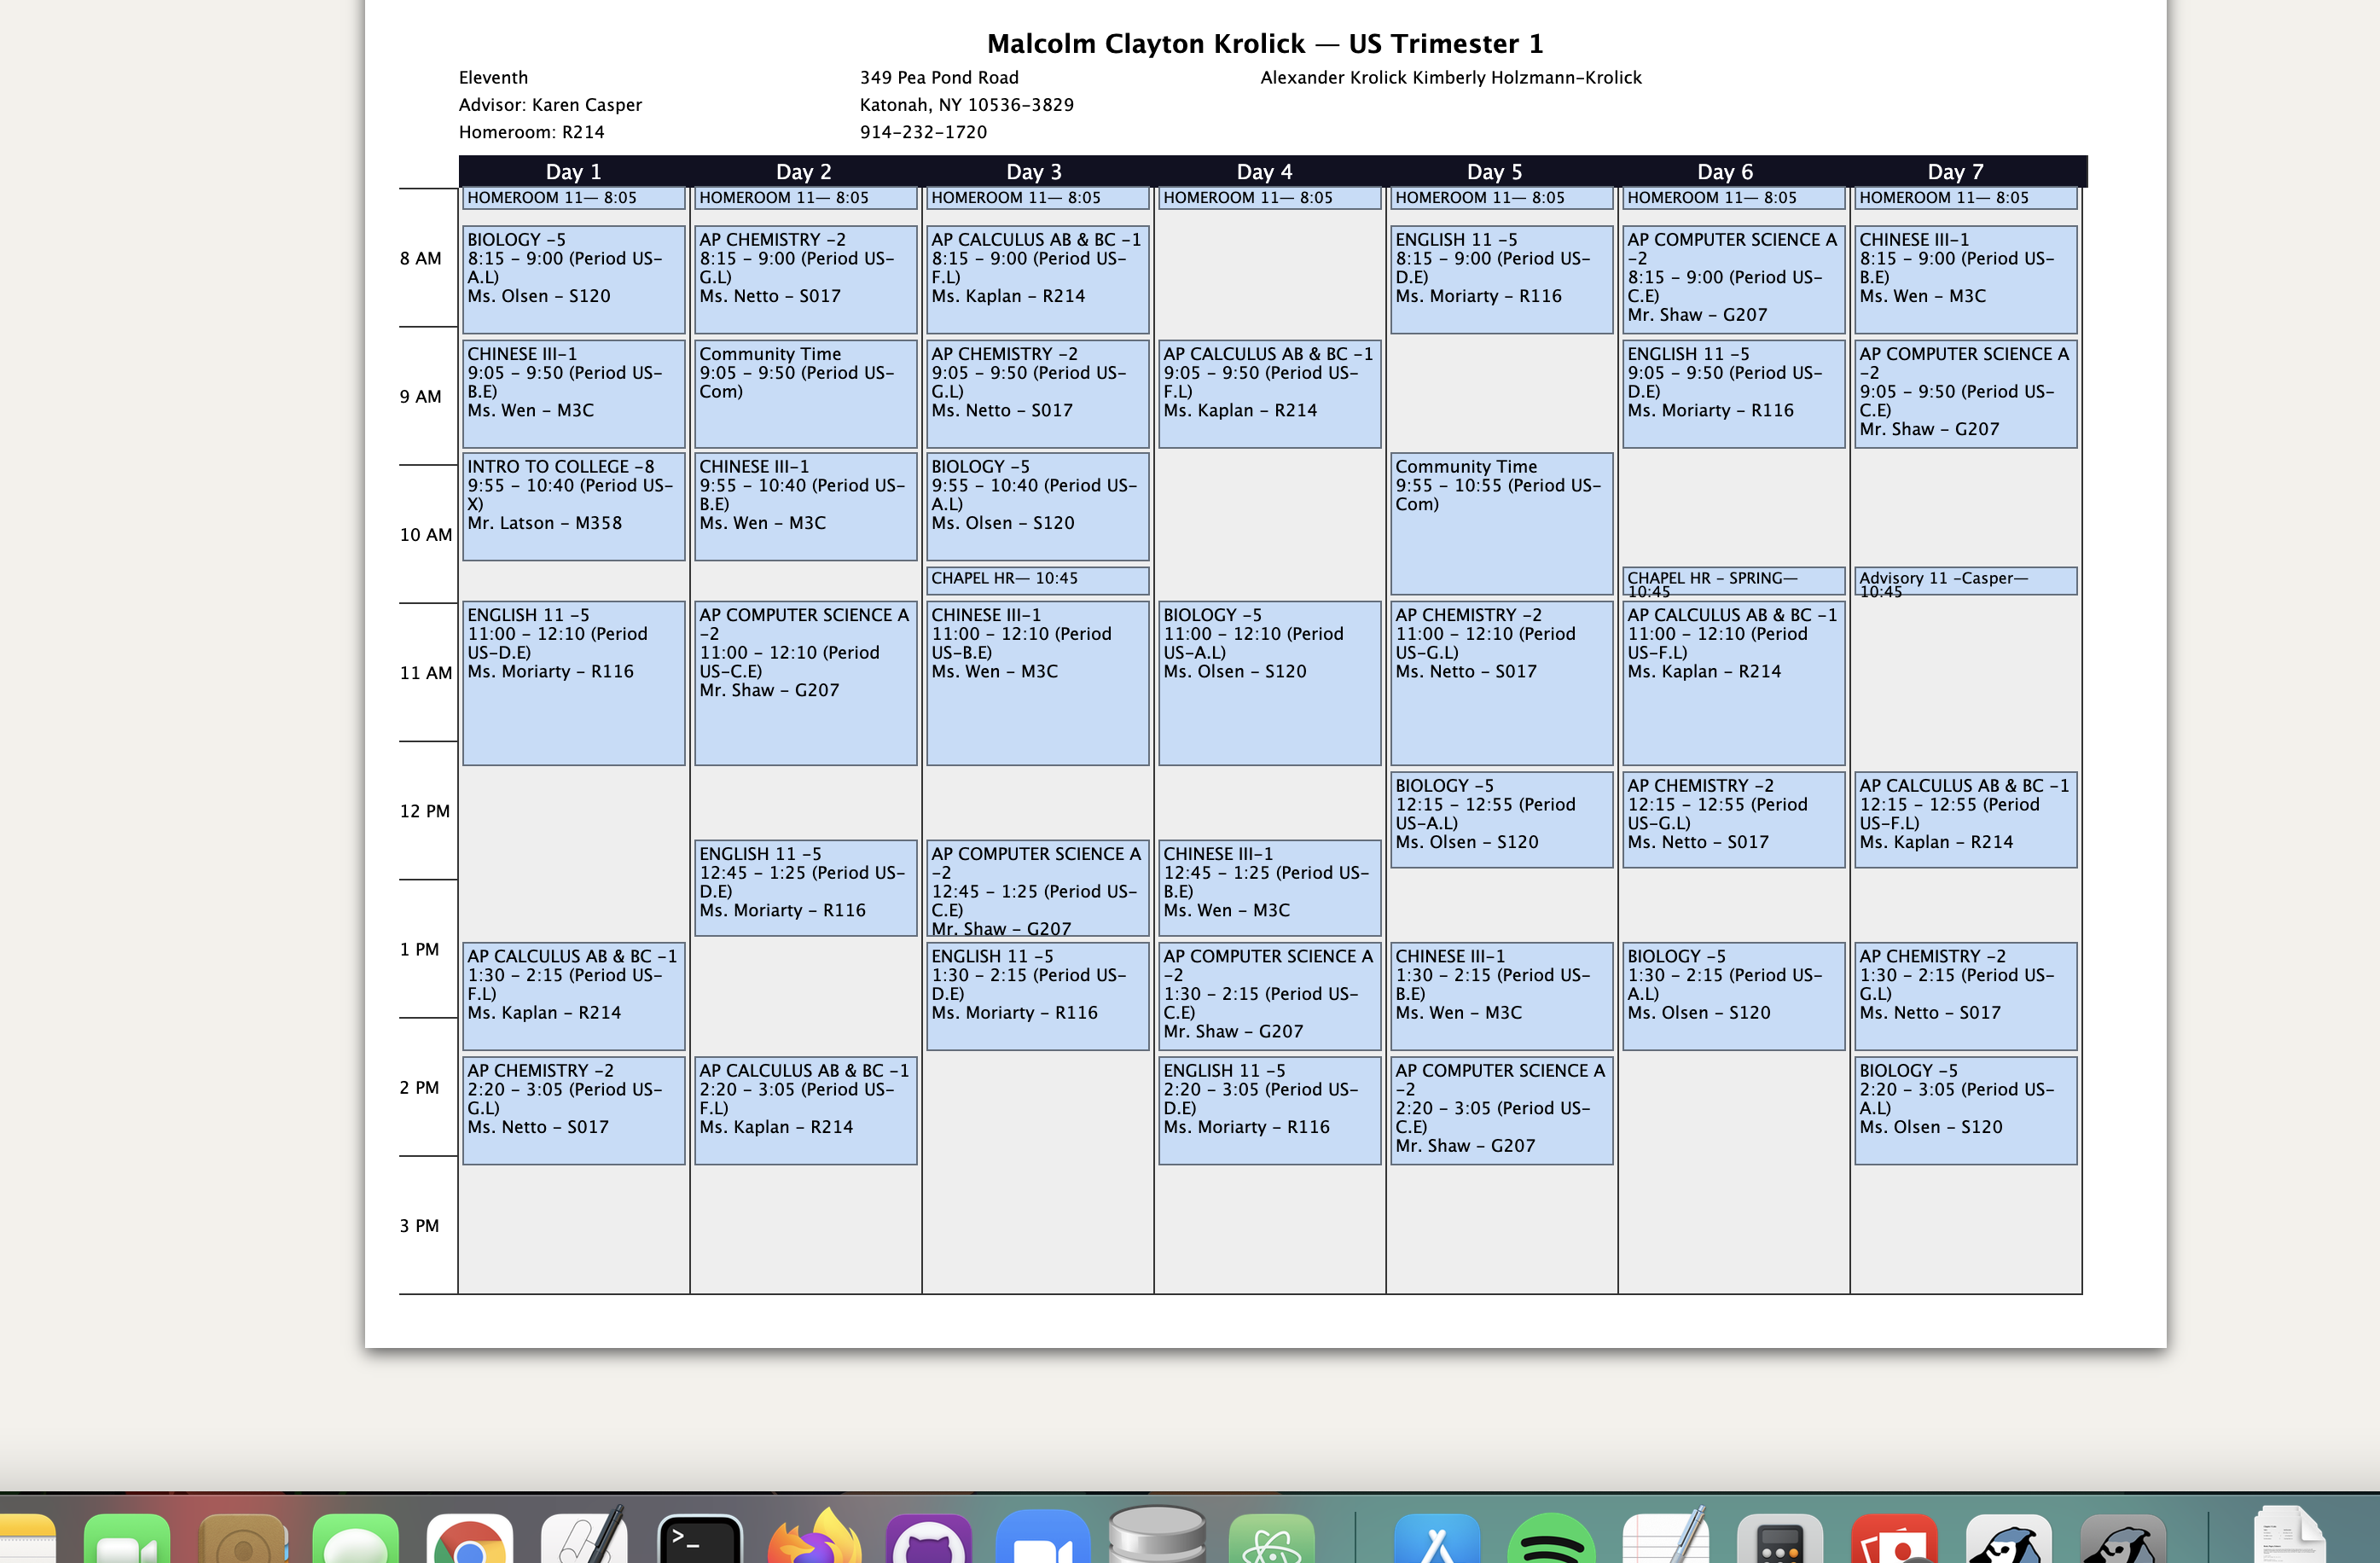 Malcolm Clayton Krolick — US Trimester 1
Eleventh
Advisor: Karen Casper
Homeroom: R214
349 Pea Pond Road
Katonah, NY 10536-3829
914-232-1720
Alexander Krolick Kimberly Holzmann-Krolick
Day 1
Day 2
Day 3
Day 4
Day 5
Day 6
Day 7
8 AM
9 AM
10 AM
11 AM
12 PM
1 PM
2 PM
3 PM
HOMEROOM 11— 8:05
BIOLOGY -5
8:15 - 9:00 (Period US-
A.L)
Ms. Olsen - S120
CHINESE III-1
9:05 - 9:50 (Period US-
B.E)
Ms. Wen - M3C
INTRO TO COLLEGE -8
9:55 - 10:40 (Period US-
X)
Mr. Latson - M358
ENGLISH 11 -5
11:00 - 12:10 (Period
US-D.E)
Ms. Moriarty - R116
AP CALCULUS AB & BC -1
1:30 - 2:15 (Period US-
F.L)
Ms. Kaplan - R214
AP CHEMISTRY -2
2:20 - 3:05 (Period US-
G.L)
Ms. Netto - S017
HOMEROOM 11— 8:05
AP CHEMISTRY -2
8:15 - 9:00 (Period US-
G.L)
Ms. Netto - S017
Community Time
9:05 - 9:50 (Period US-
Com)
CHINESE III-1
9:55 - 10:40 (Period US-
B.E)
Ms. Wen - M3C
AP COMPUTER SCIENCE A
-2
11:00 - 12:10 (Period
US-C.E)
Mr. Shaw - G207
ENGLISH 11 -5
12:45 - 1:25 (Period US-
D.E)
Ms. Moriarty - R116
AP CALCULUS AB & BC -1
2:20 - 3:05 (Period US-
F.L)
Ms. Kaplan - R214
HOMEROOM 11— 8:05
AP CALCULUS AB & BC -1
8:15 - 9:00 (Period US-
F.L)
Ms. Kaplan - R214
AP CHEMISTRY -2
9:05 - 9:50 (Period US-
G.L)
Ms. Netto - S017
BIOLOGY -5
9:55 - 10:40 (Period US-
A.L)
Ms. Olsen - S120
CHAPEL HR— 10:45
CHINESE III-1
11:00 - 12:10 (Period
US-B.E)
Ms. Wen - M3C
AP COMPUTER SCIENCE A
-2
12:45 - 1:25 (Period US-
C.E)
Mr. Shaw - G207
ENGLISH 11 -5
1:30 - 2:15 (Period US-
D.E)
Ms. Moriarty - R116
HOMEROOM 11— 8:05
AP CALCULUS AB & BC -1
9:05 - 9:50 (Period US-
F.L)
Ms. Kaplan - R214
BIOLOGY -5
11:00 - 12:10 (Period
US-A.L)
Ms. Olsen - S120
CHINESE III-1
12:45 - 1:25 (Period US-
B.E)
Ms. Wen - M3C
AP COMPUTER SCIENCE A
-2
1:30 - 2:15 (Period US-
C.E)
Mr. Shaw - G207
ENGLISH 11 -5
2:20 - 3:05 (Period US-
D.E)
Ms. Moriarty - R116
HOMEROOM 11— 8:05
ENGLISH 11 -5
8:15 - 9:00 (Period US-
D.E)
Ms. Moriarty - R116
Community Time
9:55 - 10:55 (Period US-
Com)
AP CHEMISTRY -2
11:00 - 12:10 (Period
US-G.L)
Ms. Netto - S017
BIOLOGY -5
12:15 - 12:55 (Period
US-A.L)
Ms. Olsen - S120
CHINESE III-1
1:30 - 2:15 (Period US-
B.E)
Ms. Wen - M3C
AP COMPUTER SCIENCE A
-2
2:20 - 3:05 (Period US-
C.E)
Mr. Shaw - G207
HOMEROOM 11— 8:05
AP COMPUTER SCIENCE A
-2
8:15 - 9:00 (Period US-
C.E)
Mr. Shaw - G207
ENGLISH 11 -5
9:05 - 9:50 (Period US-
D.E)
Ms. Moriarty - R116
CHAPEL HR - SPRING—
10:45
AP CALCULUS AB & BC -1
11:00 - 12:10 (Period
US-F.L)
Ms. Kaplan - R214
AP CHEMISTRY -2
12:15 - 12:55 (Period
US-G.L)
Ms. Netto - S017
BIOLOGY -5
1:30 - 2:15 (Period US-
A.L)
Ms. Olsen - S120
HOMEROOM 11— 8:05
CHINESE III-1
8:15 - 9:00 (Period US-
B.E)
Ms. Wen - M3C
AP COMPUTER SCIENCE A
-2
9:05 - 9:50 (Period US-
C.E)
Mr. Shaw - G207
Advisory 11 -Casper—
10:45
AP CALCULUS AB & BC -1
12:15 - 12:55 (Period
US-F.L)
Ms. Kaplan - R214
AP CHEMISTRY -2
1:30 - 2:15 (Period US-
G.L)
Ms. Netto - S017
BIOLOGY -5
2:20 - 3:05 (Period US-
A.L)
Ms. Olsen - S120